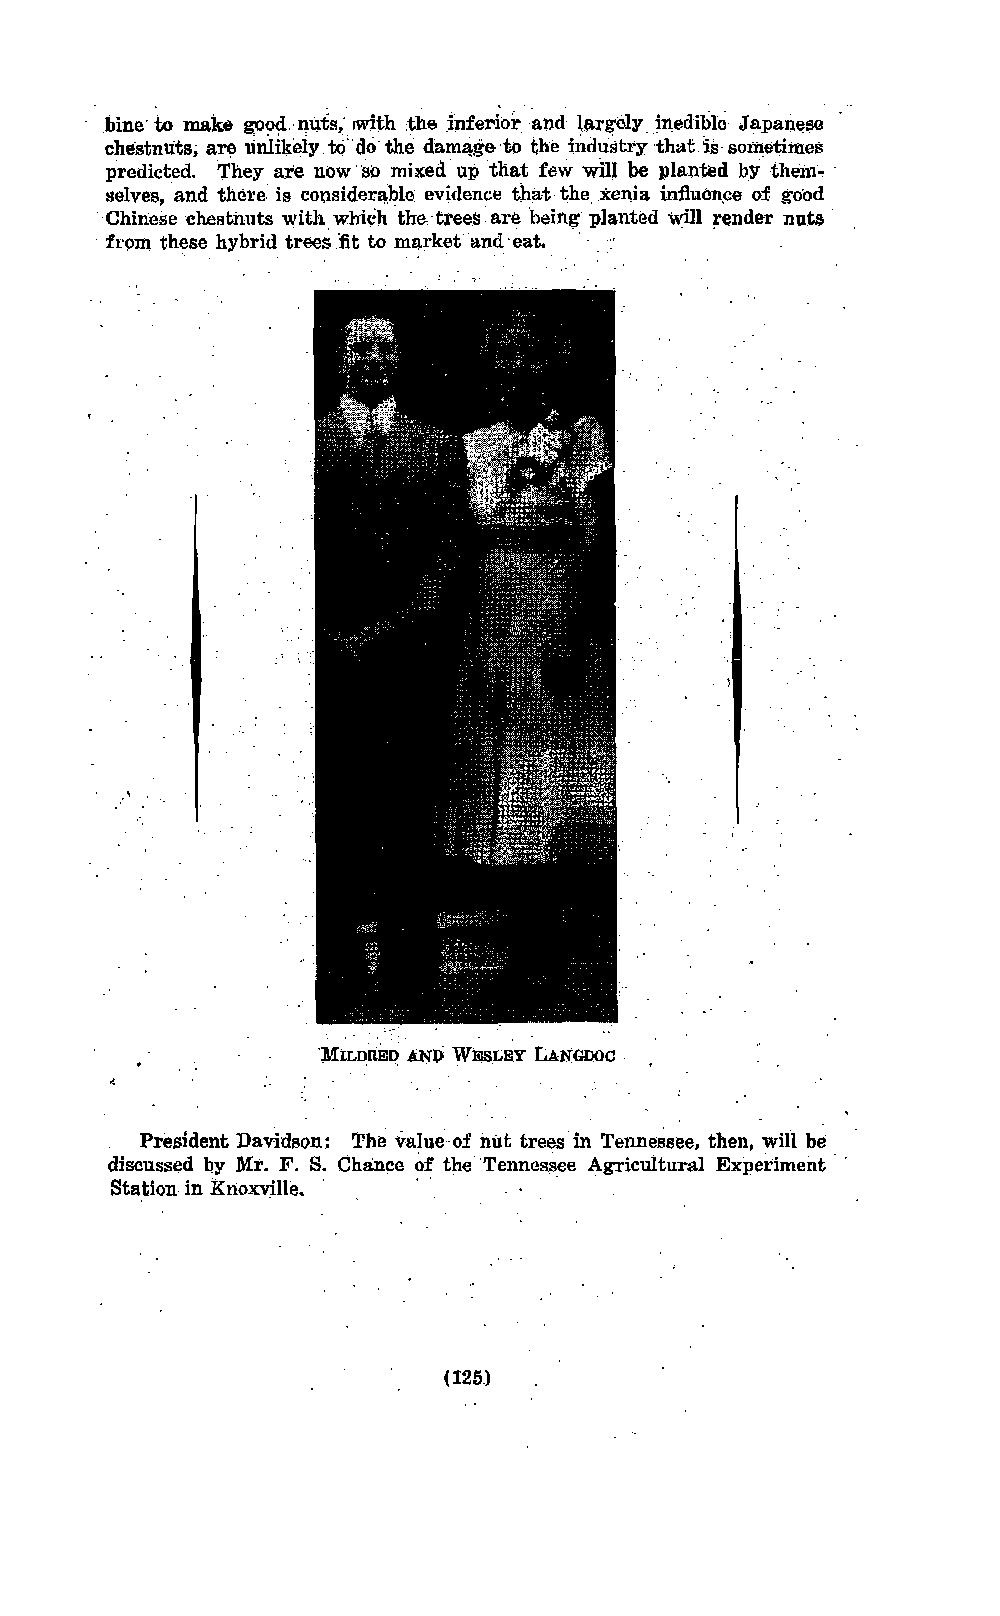 bine to make good nuts, with the inferior and largely inedible Japanese
chestnuts, are unlikely to do the damage to the industry that is sometimes
predicted. They are now so mixed up that few will be planted by them-
selves, and there is considerable evidence that the xenia influence of good
Chinese chestnuts with which the trees are being planted will render nuts
from these hybrid trees fit to market and eat.
MILDRED AND WESLEY LANGDOC
President Davidson: The value of nut trees in Tennessee, then, will be
discussed by Mr. F. S. Chance of the Tennessee Agricultural Experiment
Station in Knoxville.
(125)